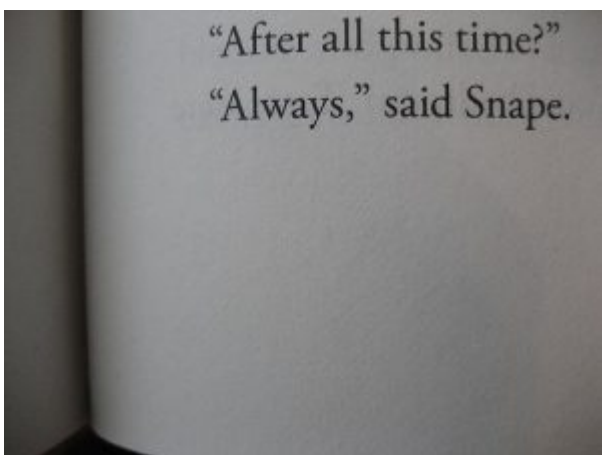 “After all this time?”
“Always,” said Snape.